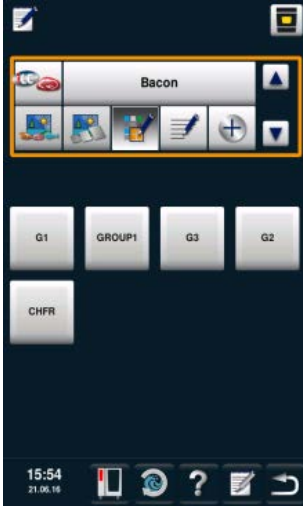 Bacon
G1
GROUP1
G3
G2
CHFR
15:54
21.06.16
?